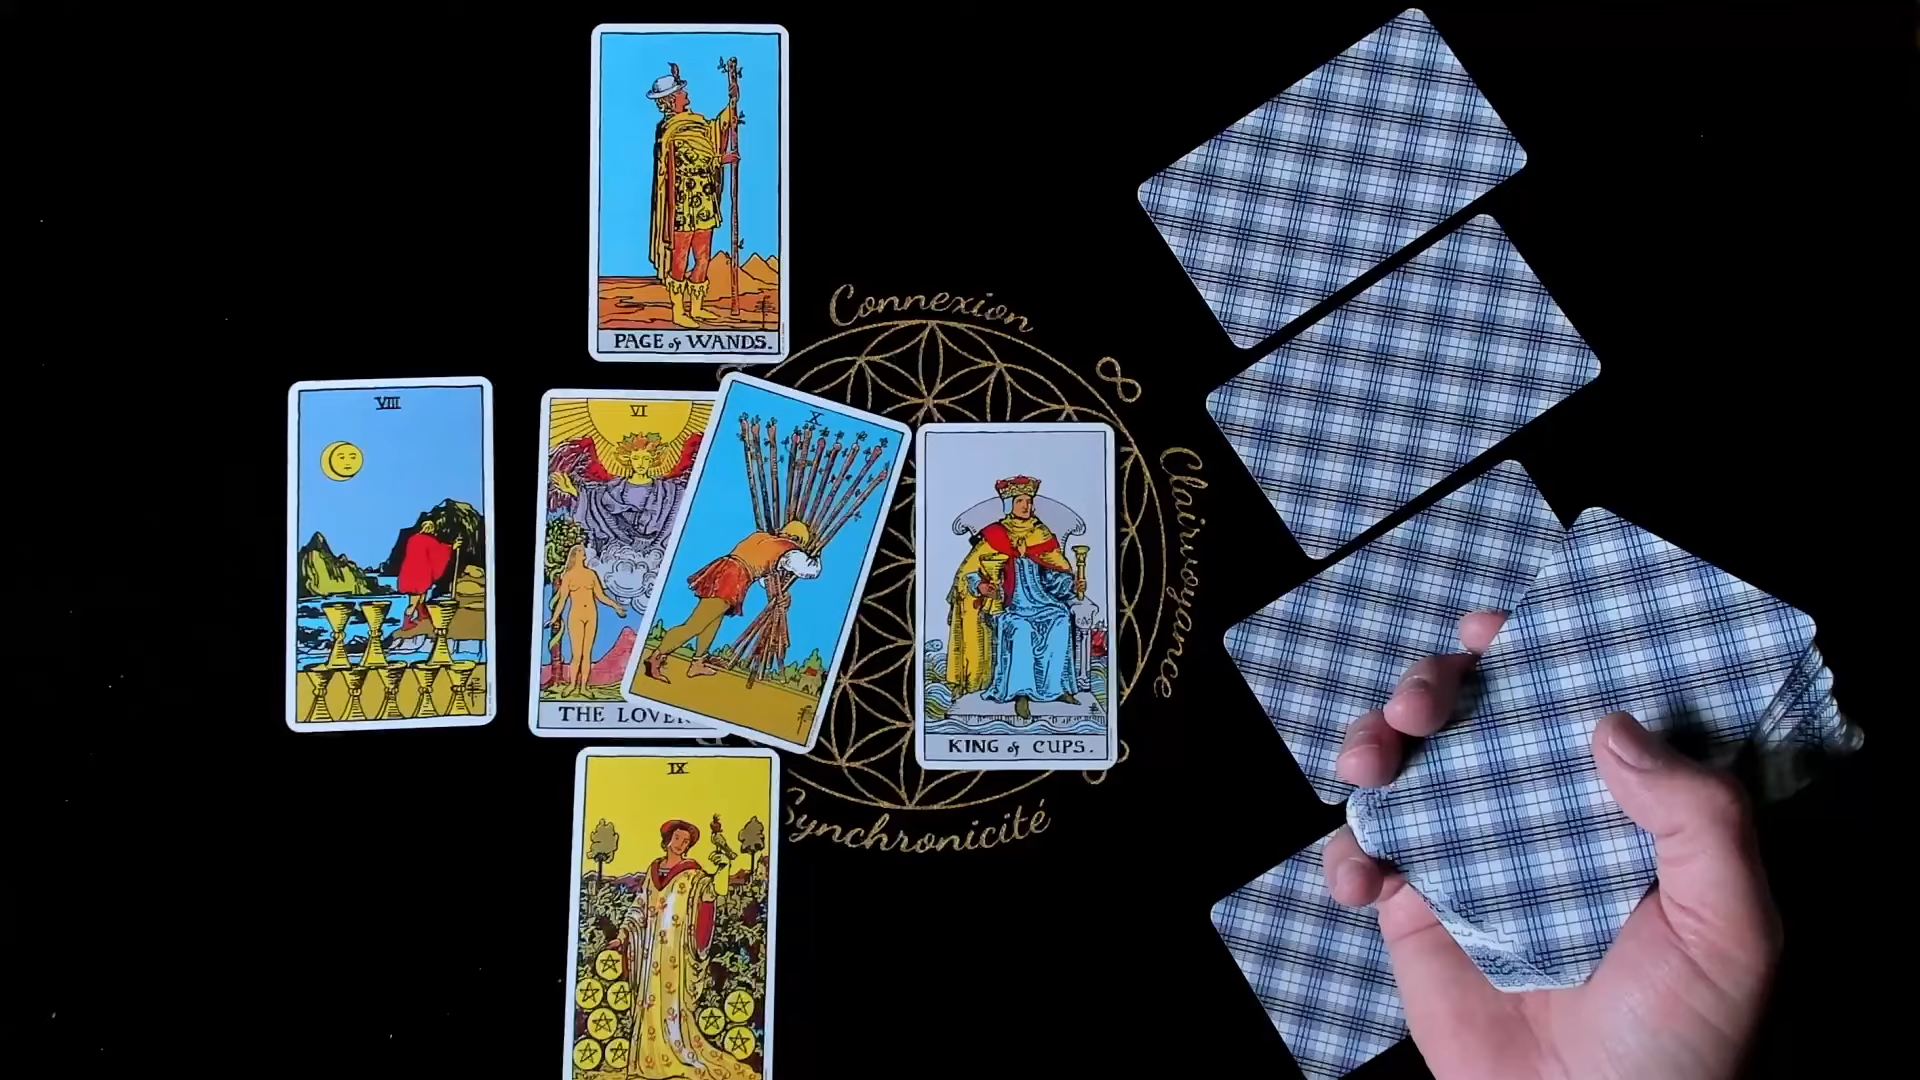 PAGE of WANDS.
Connexion
VIII
VI
X
Clairvoyance
THE LOVER
KING of CUPS.
IX
Synchronicité